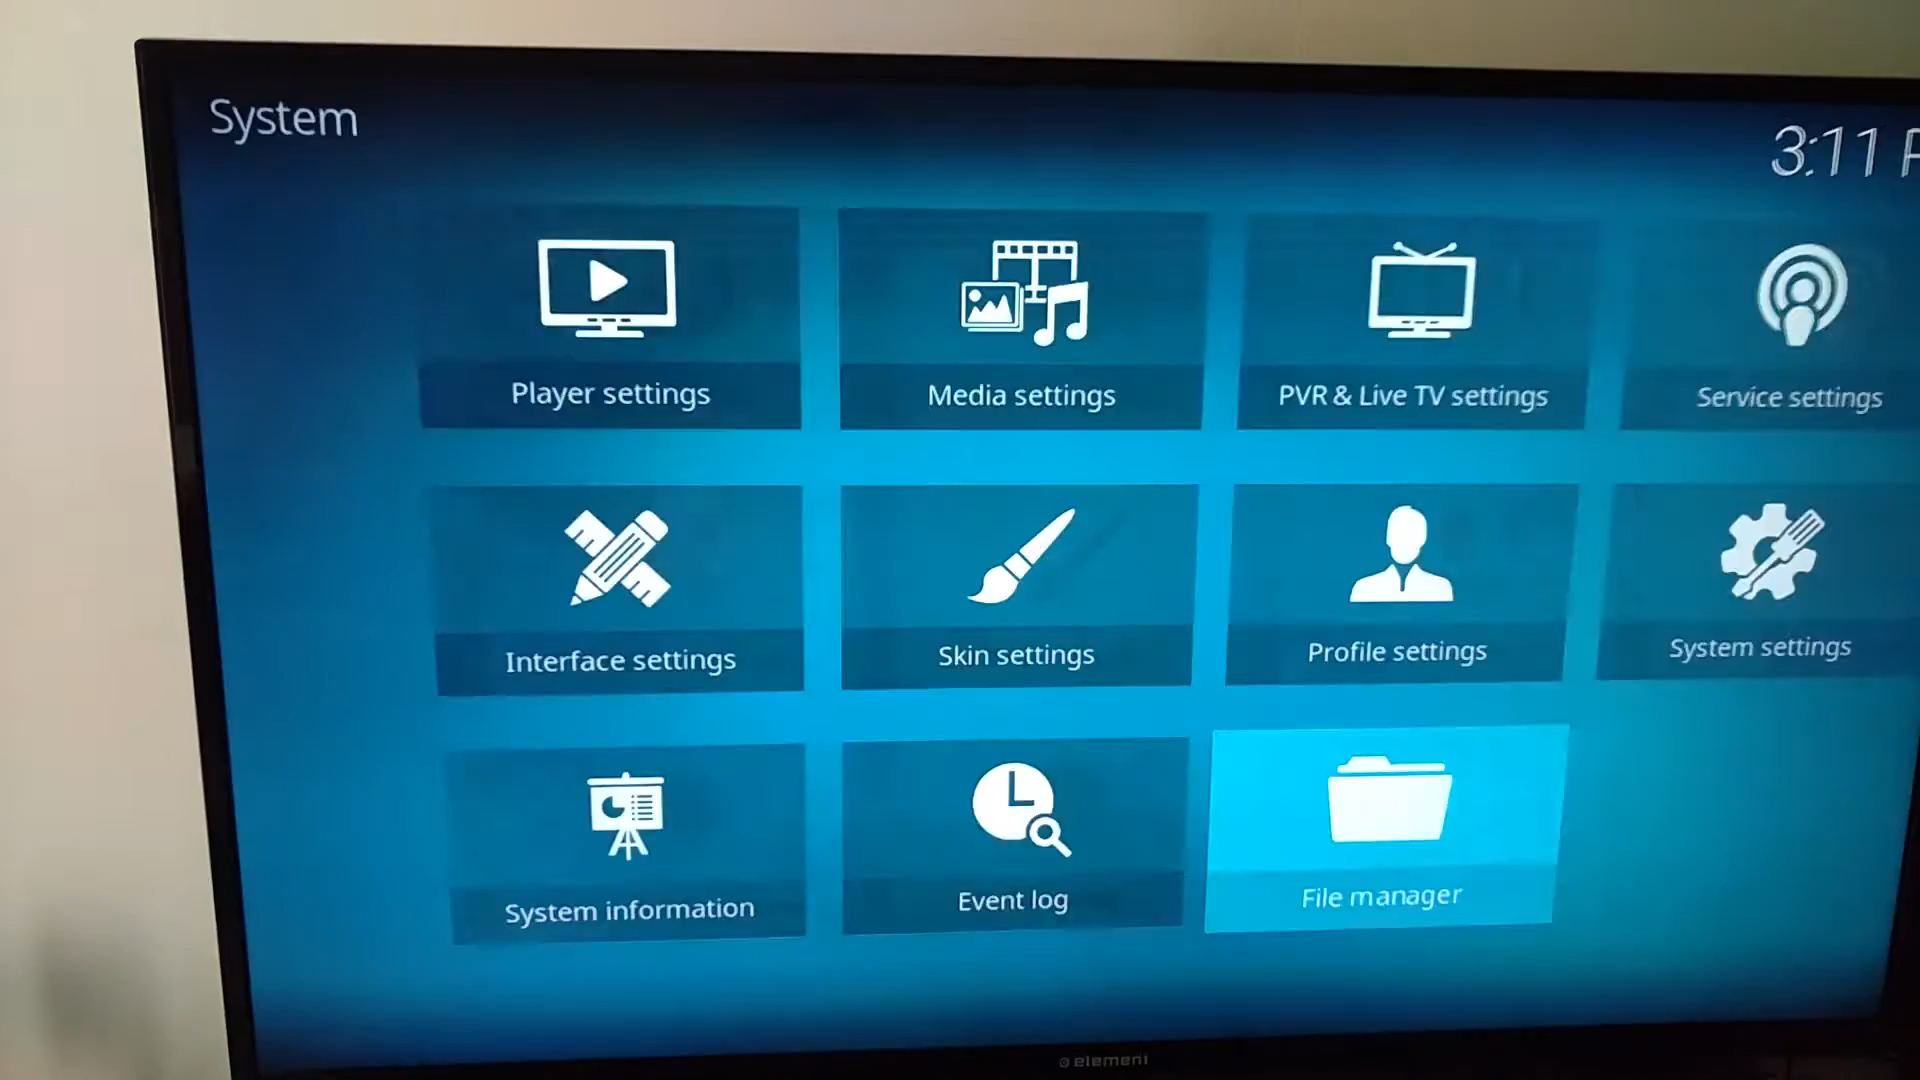 System
3:11 P
Player settings
Media settings
PVR & Live TV settings
Service settings
Interface settings
Skin settings
Profile settings
System settings
System information
Event log
File manager
element